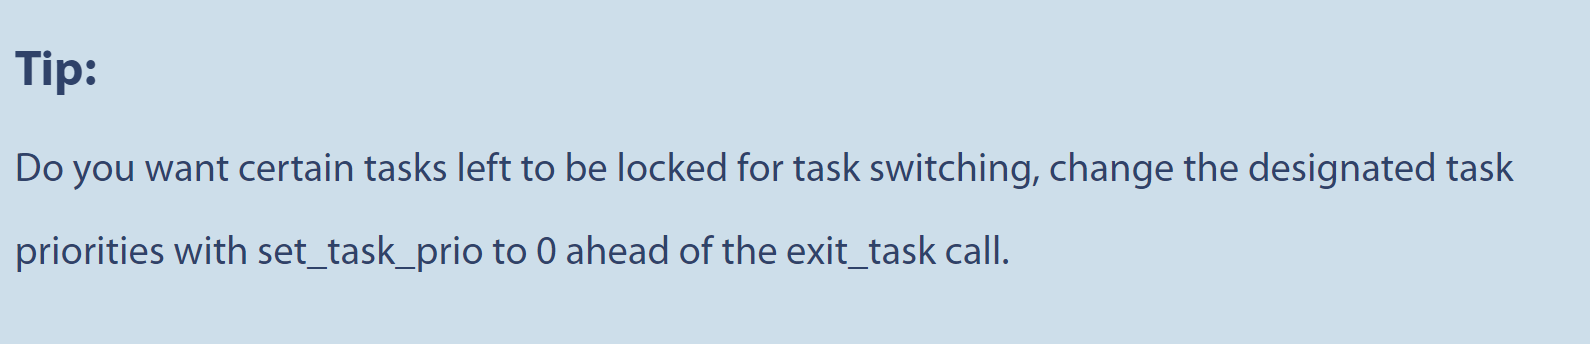 Tip:
Do you want certain tasks left to be locked for task switching, change the designated task
priorities with set_task_prio to 0 ahead of the exit_task call.